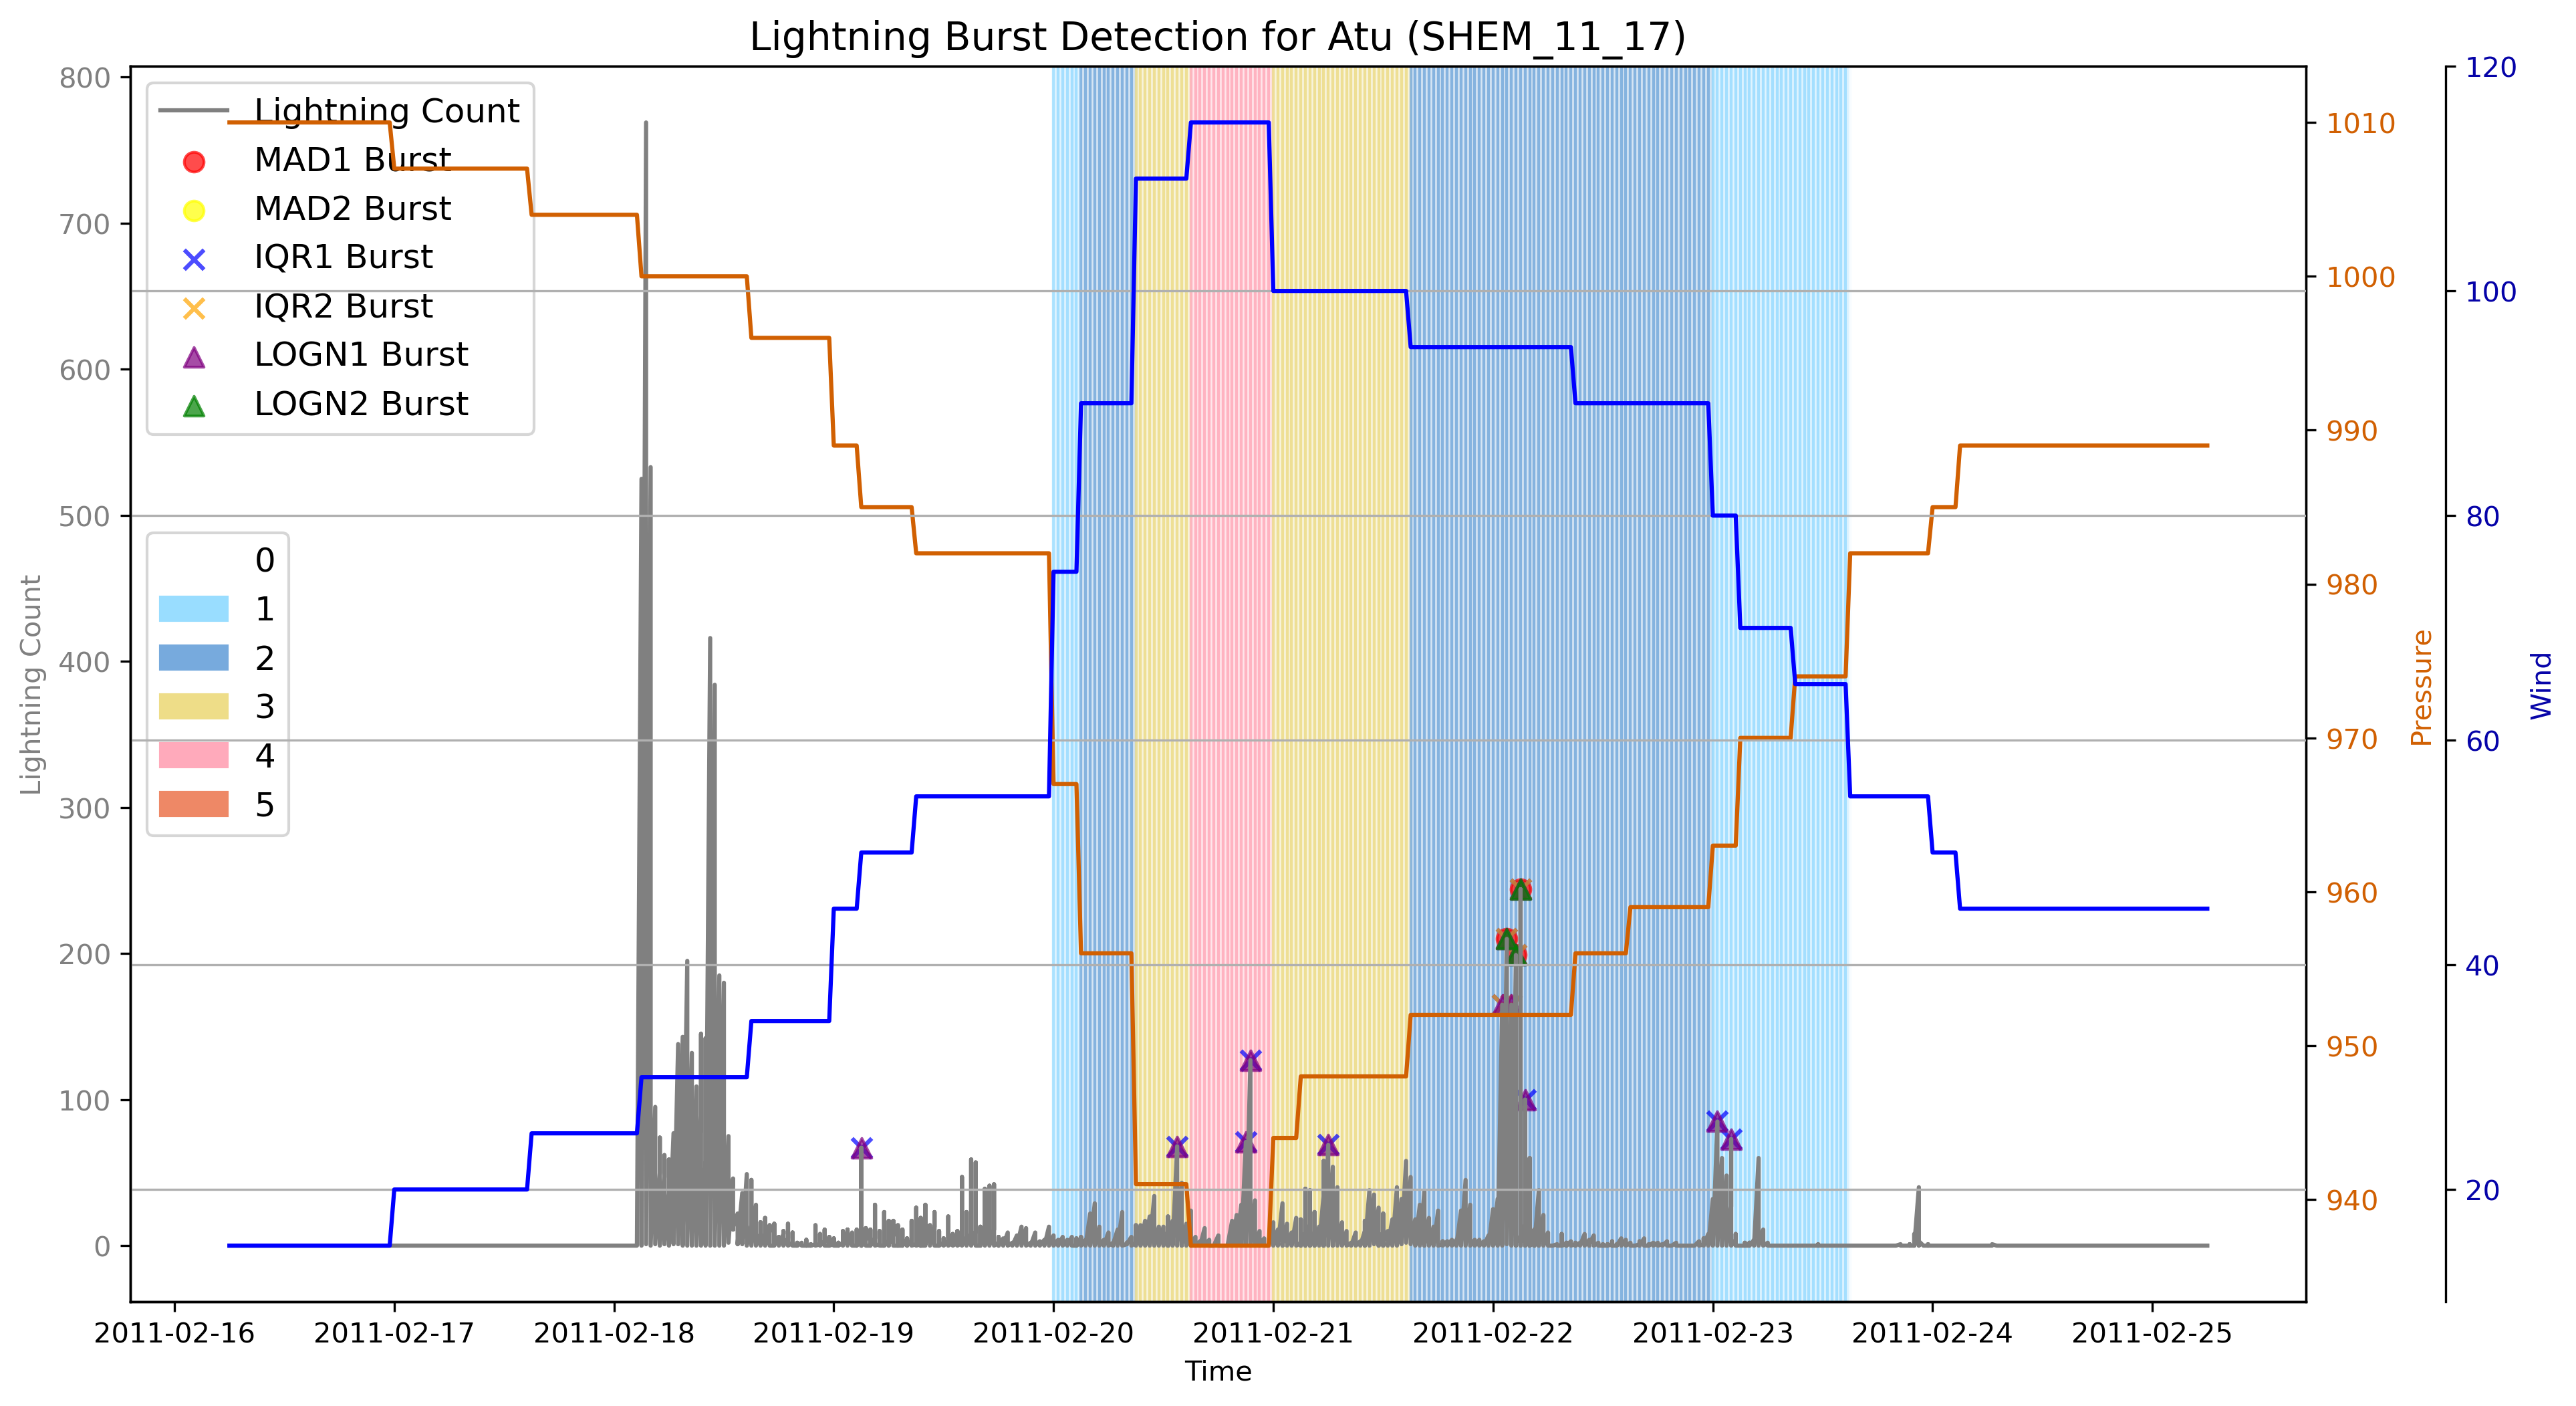 Lightning Burst Detection for Atu (SHEM_11_17)
Lightning Count
MAD1 Burst
MAD2 Burst
IQR1 Burst
IQR2 Burst
LOGN1 Burst
LOGN2 Burst
0
1
2
3
4
5
800
700
600
500
400
300
200
100
0
Lightning Count
1010
1000
990
980
970
960
950
940
Pressure
120
100
80
60
40
20
Wind
2011-02-16 2011-02-17 2011-02-18 2011-02-19 2011-02-20 2011-02-21 2011-02-22 2011-02-23 2011-02-24 2011-02-25
Time